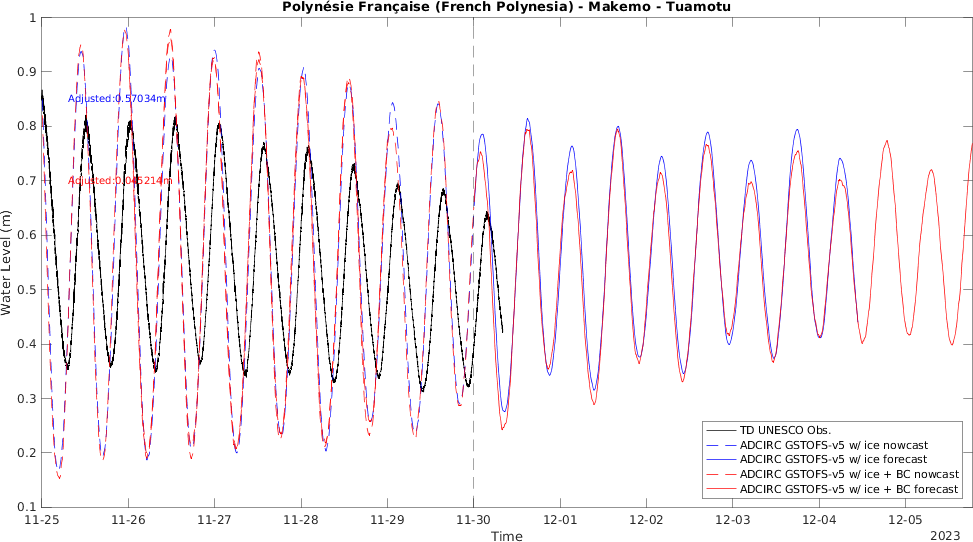 Polynésie Française (French Polynesia) - Makemo - Tuamotu
1
0.9
0.8
0.7
0.6
0.5
0.4
0.3
0.2
0.1
Water Level (m)
Adjusted:0.57034m
11-25
11-26
11-27
11-28
11-29
11-30
12-01
12-02
12-03
12-04
12-05
Time
2023
TD UNESCO Obs.
ADCIRC GSTOFS-v5 w/ ice nowcast
ADCIRC GSTOFS-v5 w/ ice forecast
ADCIRC GSTOFS-v5 w/ ice + BC nowcast
ADCIRC GSTOFS-v5 w/ ice + BC forecast